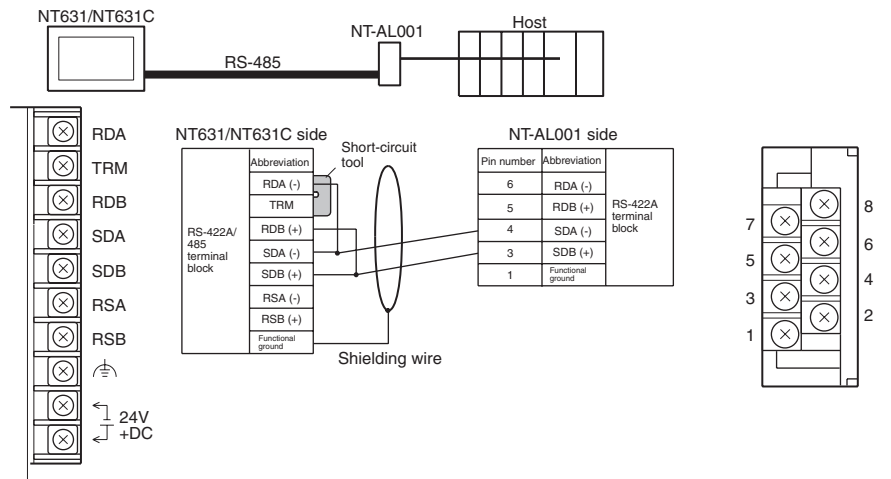 NT631/NT631C
NT-AL001
Host
RS-485
RDA
TRM
RDB
SDA
SDB
RSA
RSB
24V
+DC
NT631/NT631C side
Short-circuit
tool
Abbreviation
RDA (-)
TRM
RDB (+)
SDA (-)
SDB (+)
RSA (-)
RSB (+)
Functional
ground
RS-422A/
485
terminal
block
Shielding wire
NT-AL001 side
Pin number Abbreviation
6 RDA (-)
5 RDB (+)
4 SDA (-)
3 SDB (+)
1 Functional
ground
RS-422A
terminal
block
8
7
6
5
4
3
2
1